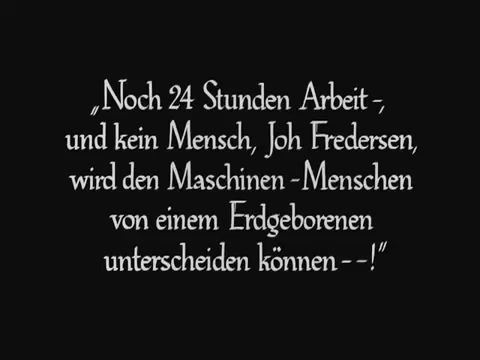 „Noch 24 Stunden Arbeit-,
und kein Mensch, Joh Fredersen,
wird den Maschinen-Menschen
von einem Erdgeborenen
unterscheiden können--!"